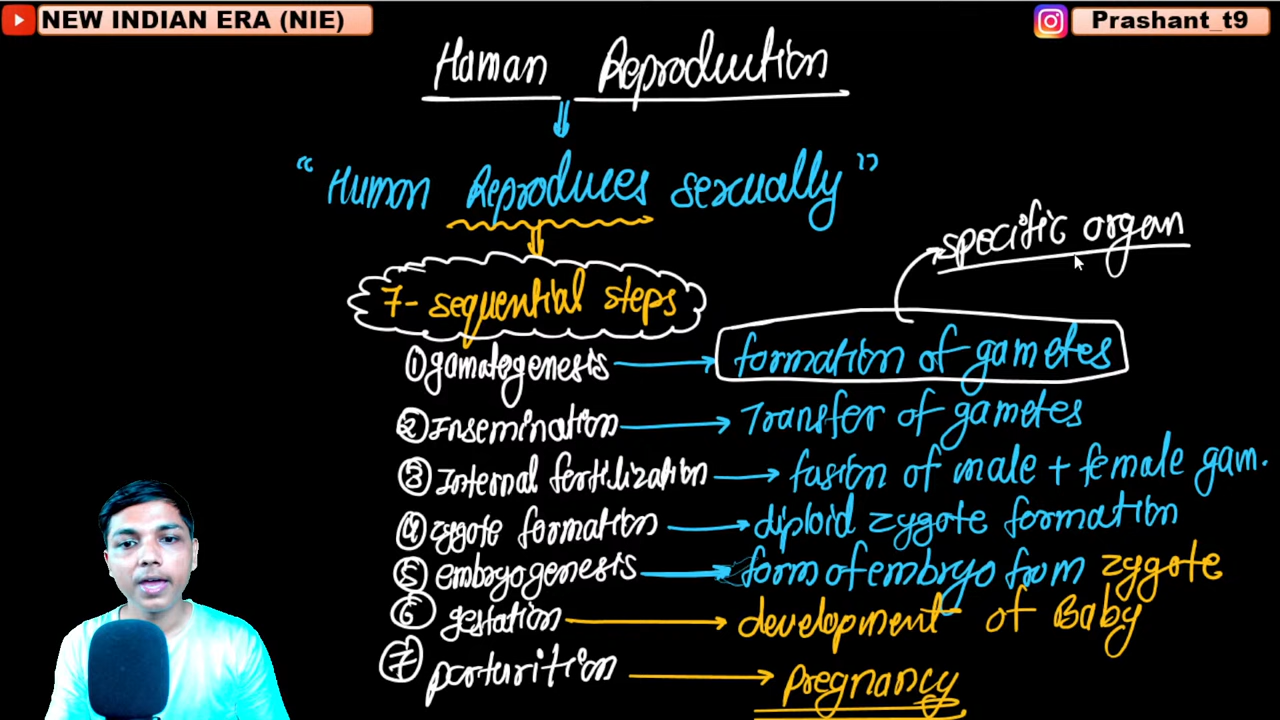 NEW INDIAN ERA (NIE)
Prashant_t9
Human Reproduction
"Human Reproduces sexually"
specific organ
7- sequential steps
① gamatogenesis → formation of gametes
② Insemination → Transfer of gametes
③ Internal fertilization → fusion of male + female gam.
④ zygote formation → diploid zygote formation
⑤ embryogenesis → form of embryo from zygote
⑥ gestation → development of Baby
⑦ parturition → pregnancy